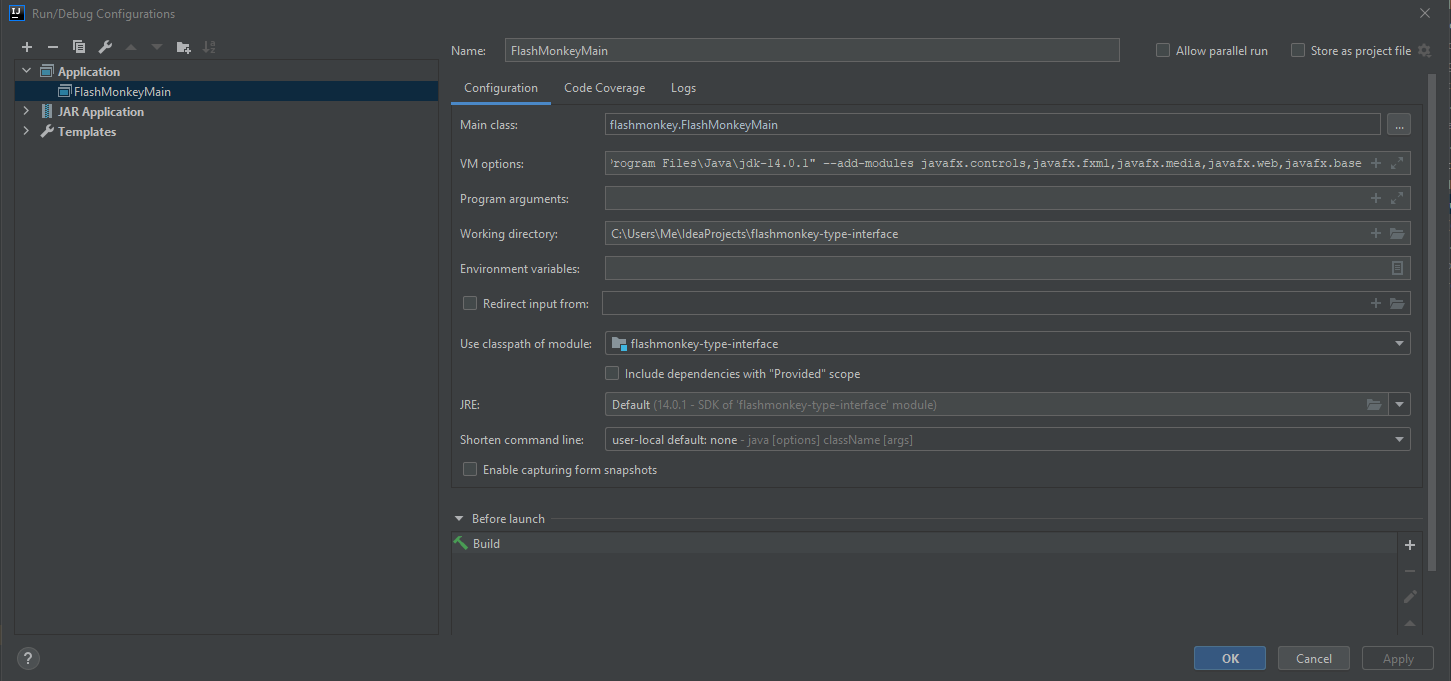 Run/Debug Configurations
Name: FlashMonkeyMain Allow parallel run Store as project file
Application
FlashMonkeyMain
JAR Application
Templates
Configuration Code Coverage Logs
Main class: flashmonkey.FlashMonkeyMain ...
VM options: Program Files\Java\jdk-14.0.1" --add-modules javafx.controls,javafx.fxml,javafx.media,javafx.web,javafx.base
Program arguments:
Working directory: C:\Users\Me\IdeaProjects\flashmonkey-type-interface
Environment variables:
Redirect input from:
Use classpath of module: flashmonkey-type-interface
Include dependencies with "Provided" scope
JRE: Default (14.0.1 - SDK of 'flashmonkey-type-interface' module)
Shorten command line: user-local default: none - java [options] className [args]
Enable capturing form snapshots
Before launch
Build
? OK Cancel Apply